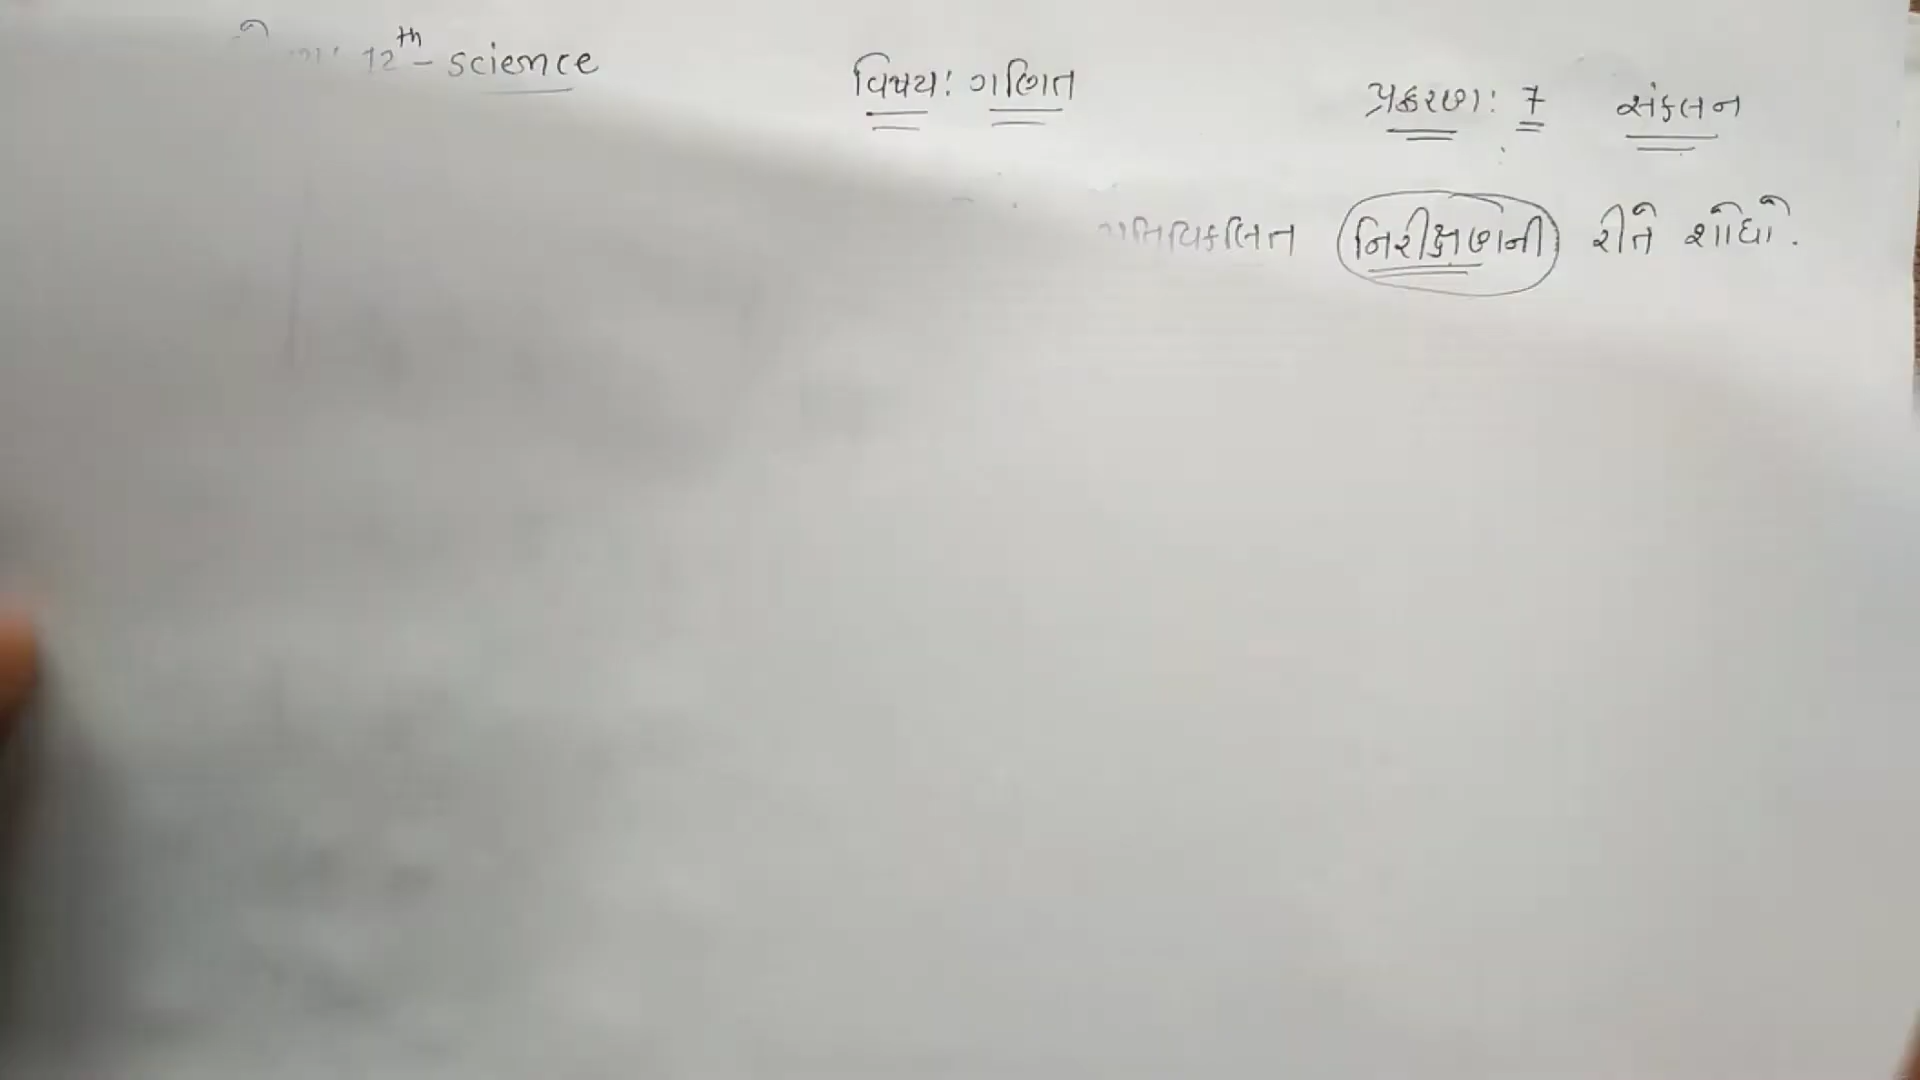 12th - science વિષય: ગણિત પ્રકરણ: 7 સંકલન
પ્રતિવિકલિત નિરીક્ષણની રીતે શોધો.